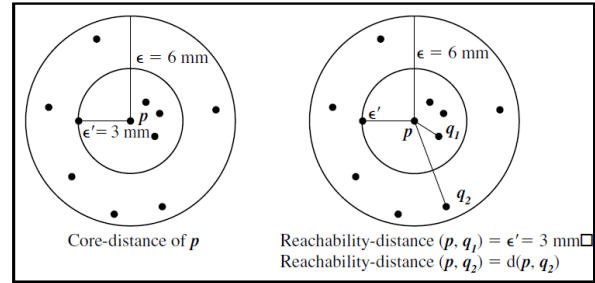 ϵ = 6 mm
p
ϵ′= 3 mm
Core-distance of p
ϵ = 6 mm
ϵ′
p
q1
q2
Reachability-distance (p, q1) = ϵ′= 3 mm
Reachability-distance (p, q2) = d(p, q2)